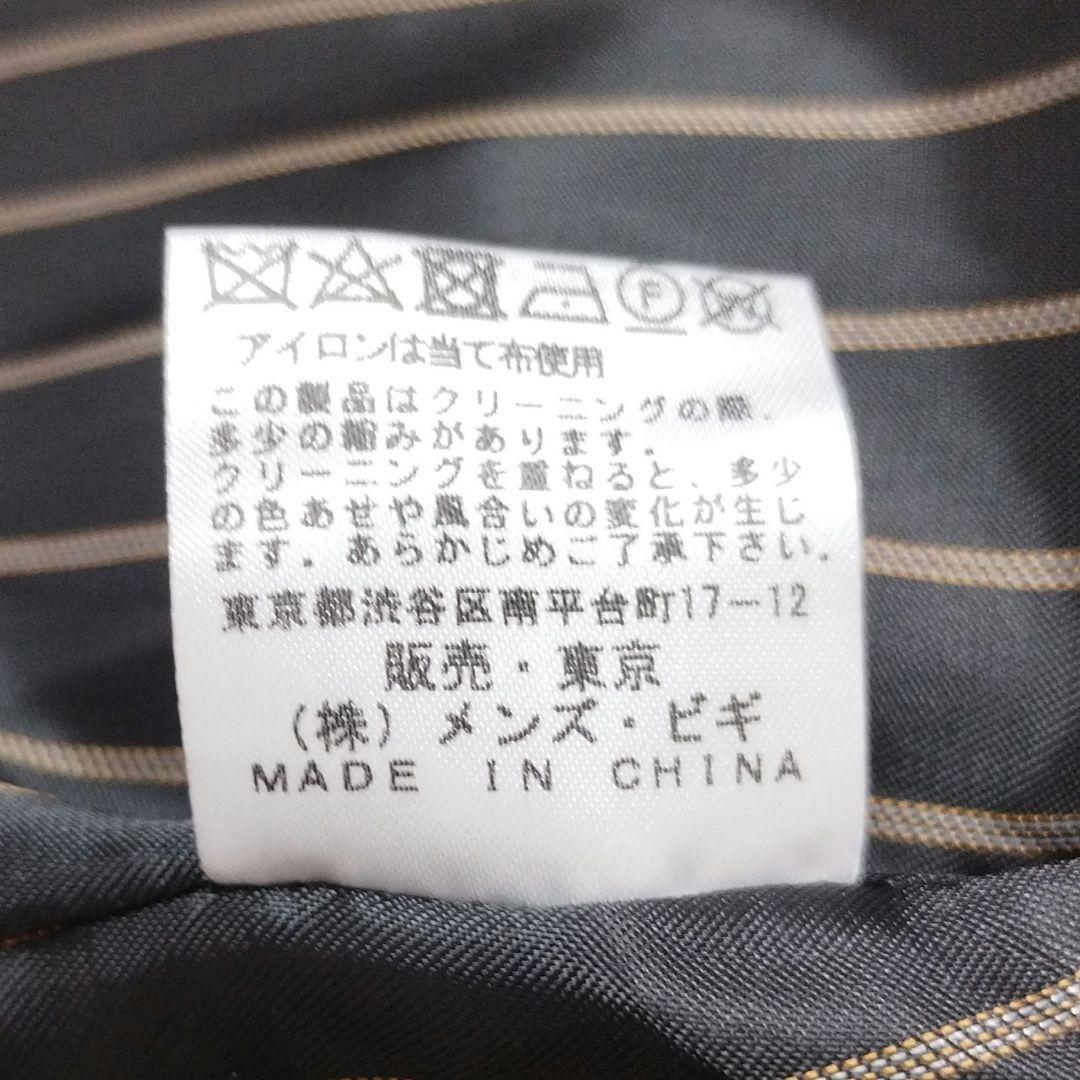 F
アイロンは当て布使用
この製品はクリーニングの際、
多少の縮みがあります。
クリーニングを重ねると、多少
の色あせや風合いの変化が生じ
ます。あらかじめご了承下さい。
東京都渋谷区南平台町17-12
販売・東京
(株)メンズ・ビギ
MADE IN CHINA